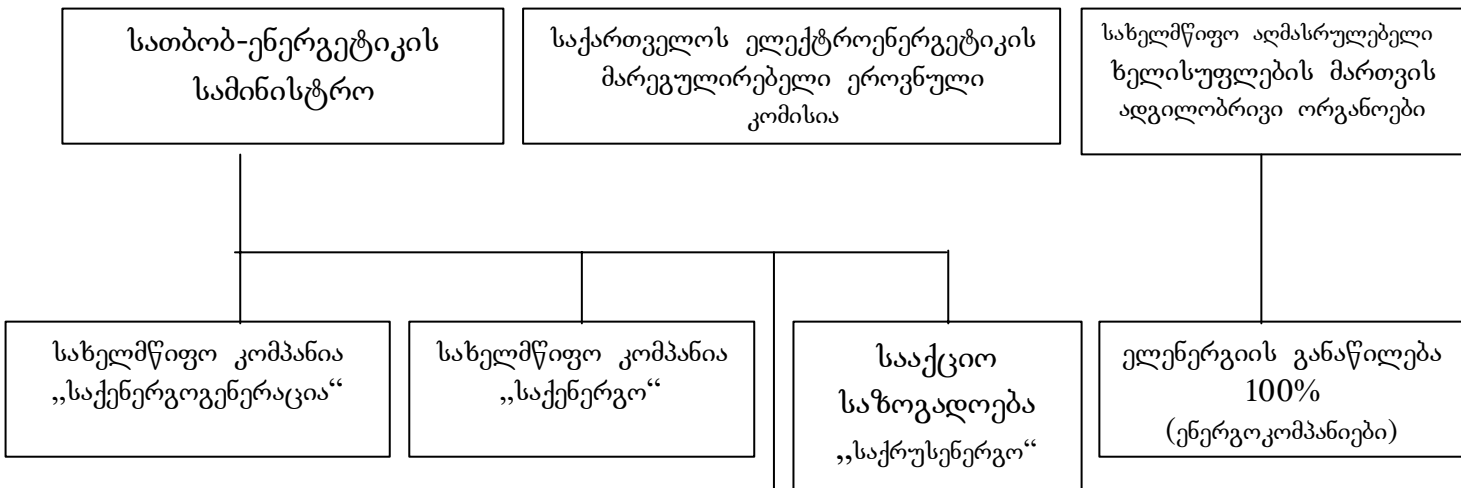 სათბობ-ენერგეტიკის
სამინისტრო
საქართველოს ელექტროენერგეტიკის
მარეგულირებელი ეროვნული
კომისია
სახელმწიფო აღმასრულებელი
ხელისუფლების მართვის
ადგილობრივი ორგანოები
სახელმწიფო კომპანია
„საქენერგოგენერაცია“
სახელმწიფო კომპანია
„საქენერგო“
სააქციო
საზოგადოება
„საქრუსენერგო“
ელენერგიის განაწილება
100%
(ენერგოკომპანიები)